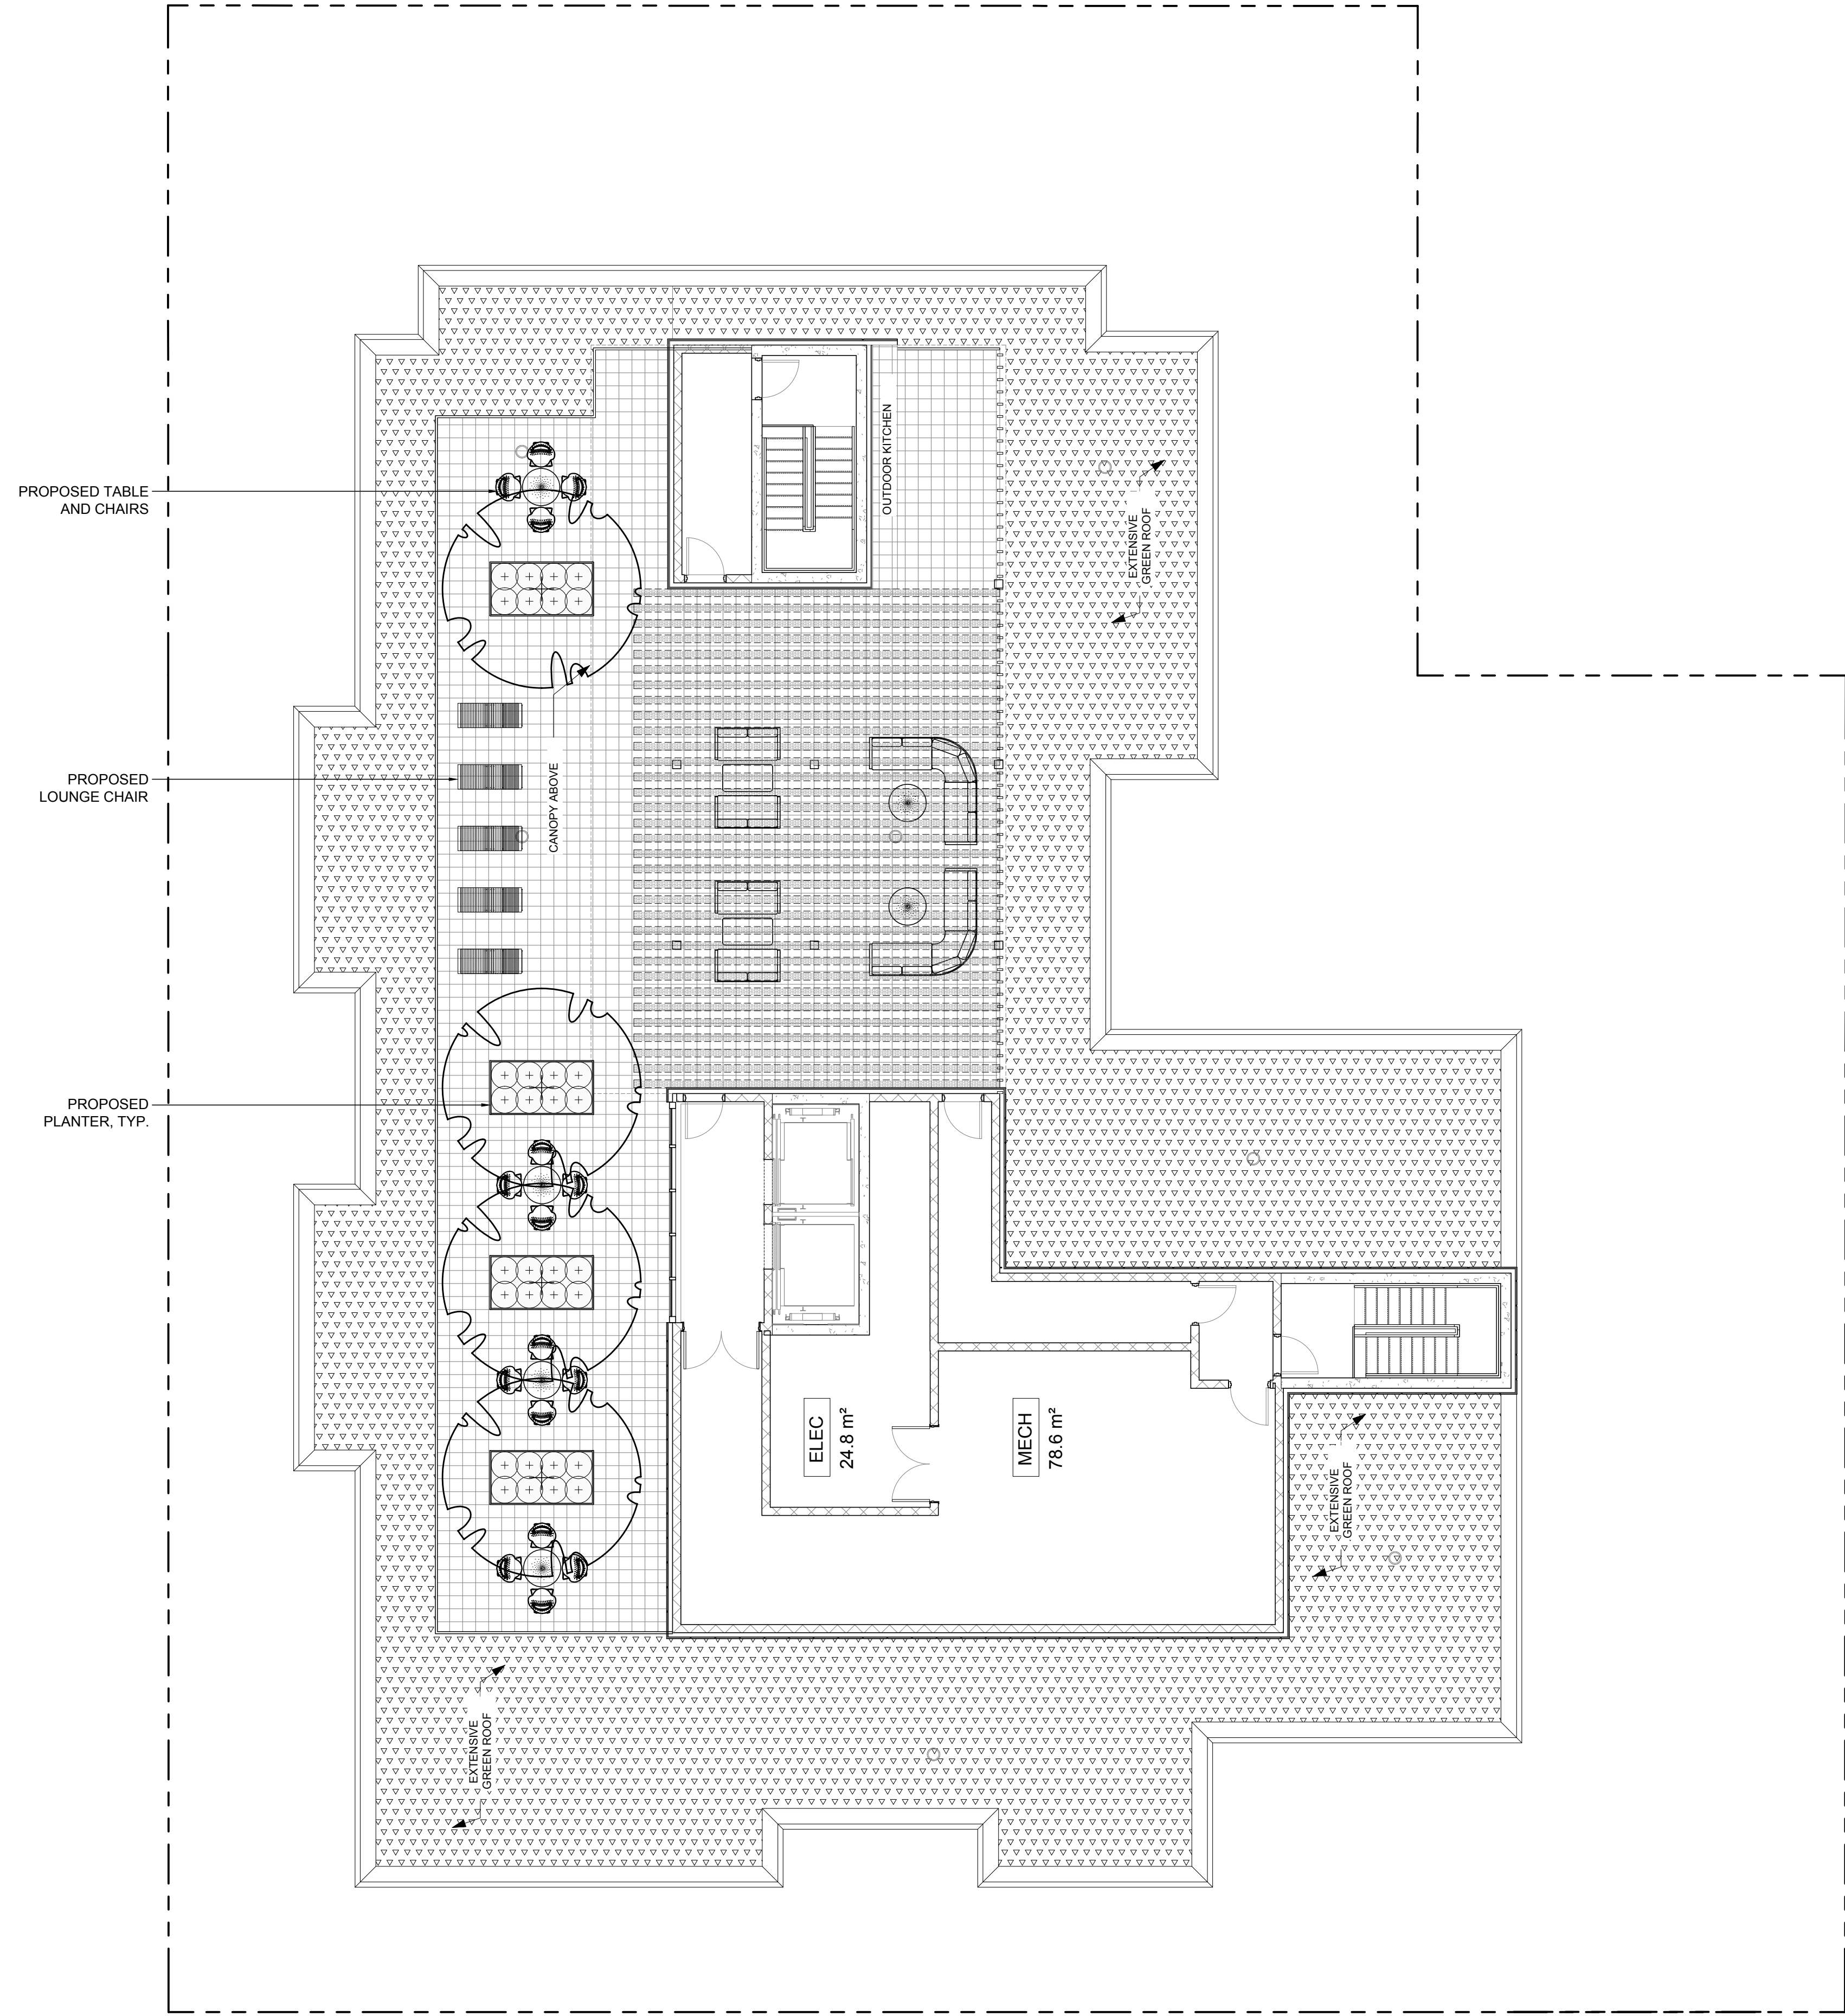 PROPOSED TABLE
AND CHAIRS
OUTDOOR KITCHEN
EXTENSIVE
GREEN ROOF
PROPOSED
LOUNGE CHAIR
CANOPY ABOVE
PROPOSED
PLANTER, TYP.
ELEC
24.8 m²
MECH
78.6 m²
EXTENSIVE
GREEN ROOF
EXTENSIVE
GREEN ROOF